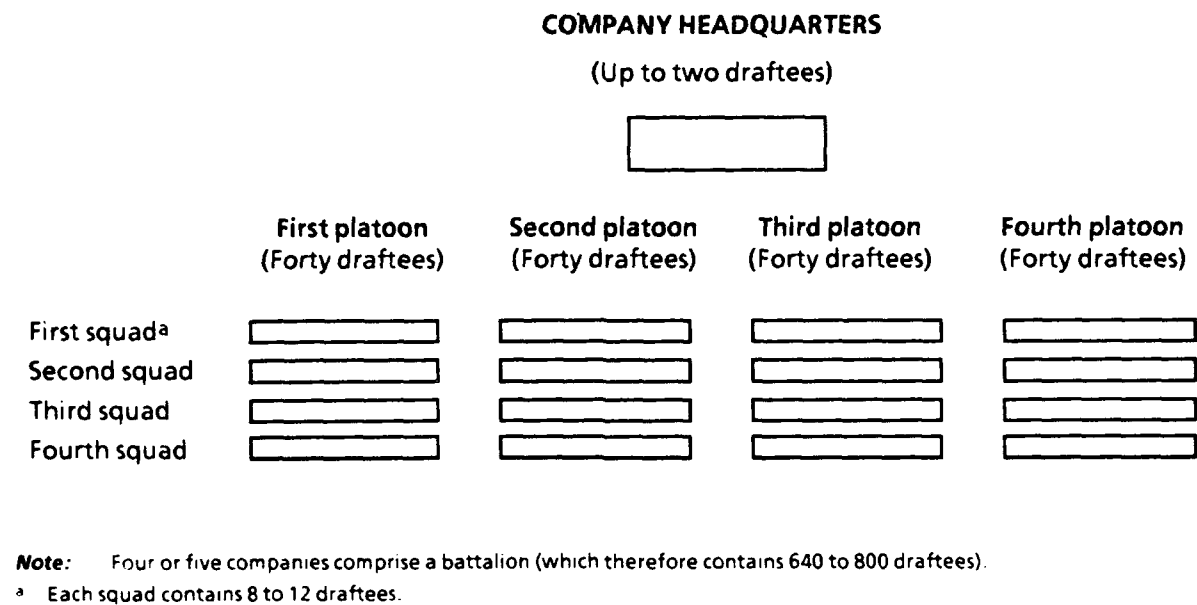 COMPANY HEADQUARTERS
(Up to two draftees)
First platoon Second platoon Third platoon Fourth platoon
(Forty draftees) (Forty draftees) (Forty draftees) (Forty draftees)
First squadª
Second squad
Third squad
Fourth squad
Note: Four or five companies comprise a battalion (which therefore contains 640 to 800 draftees).
ª Each squad contains 8 to 12 draftees.